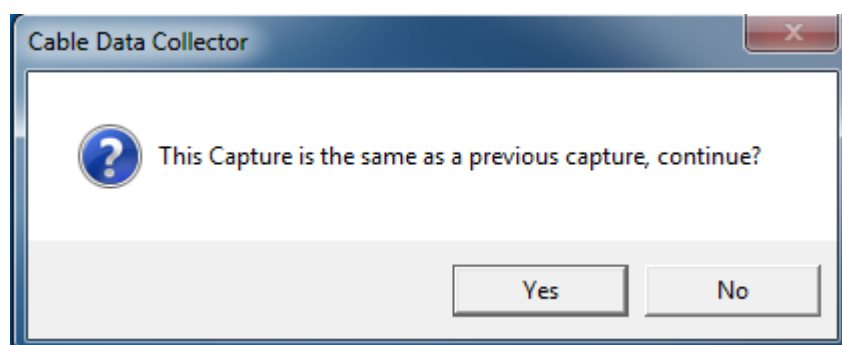 Cable Data Collector
This Capture is the same as a previous capture, continue?
Yes
No